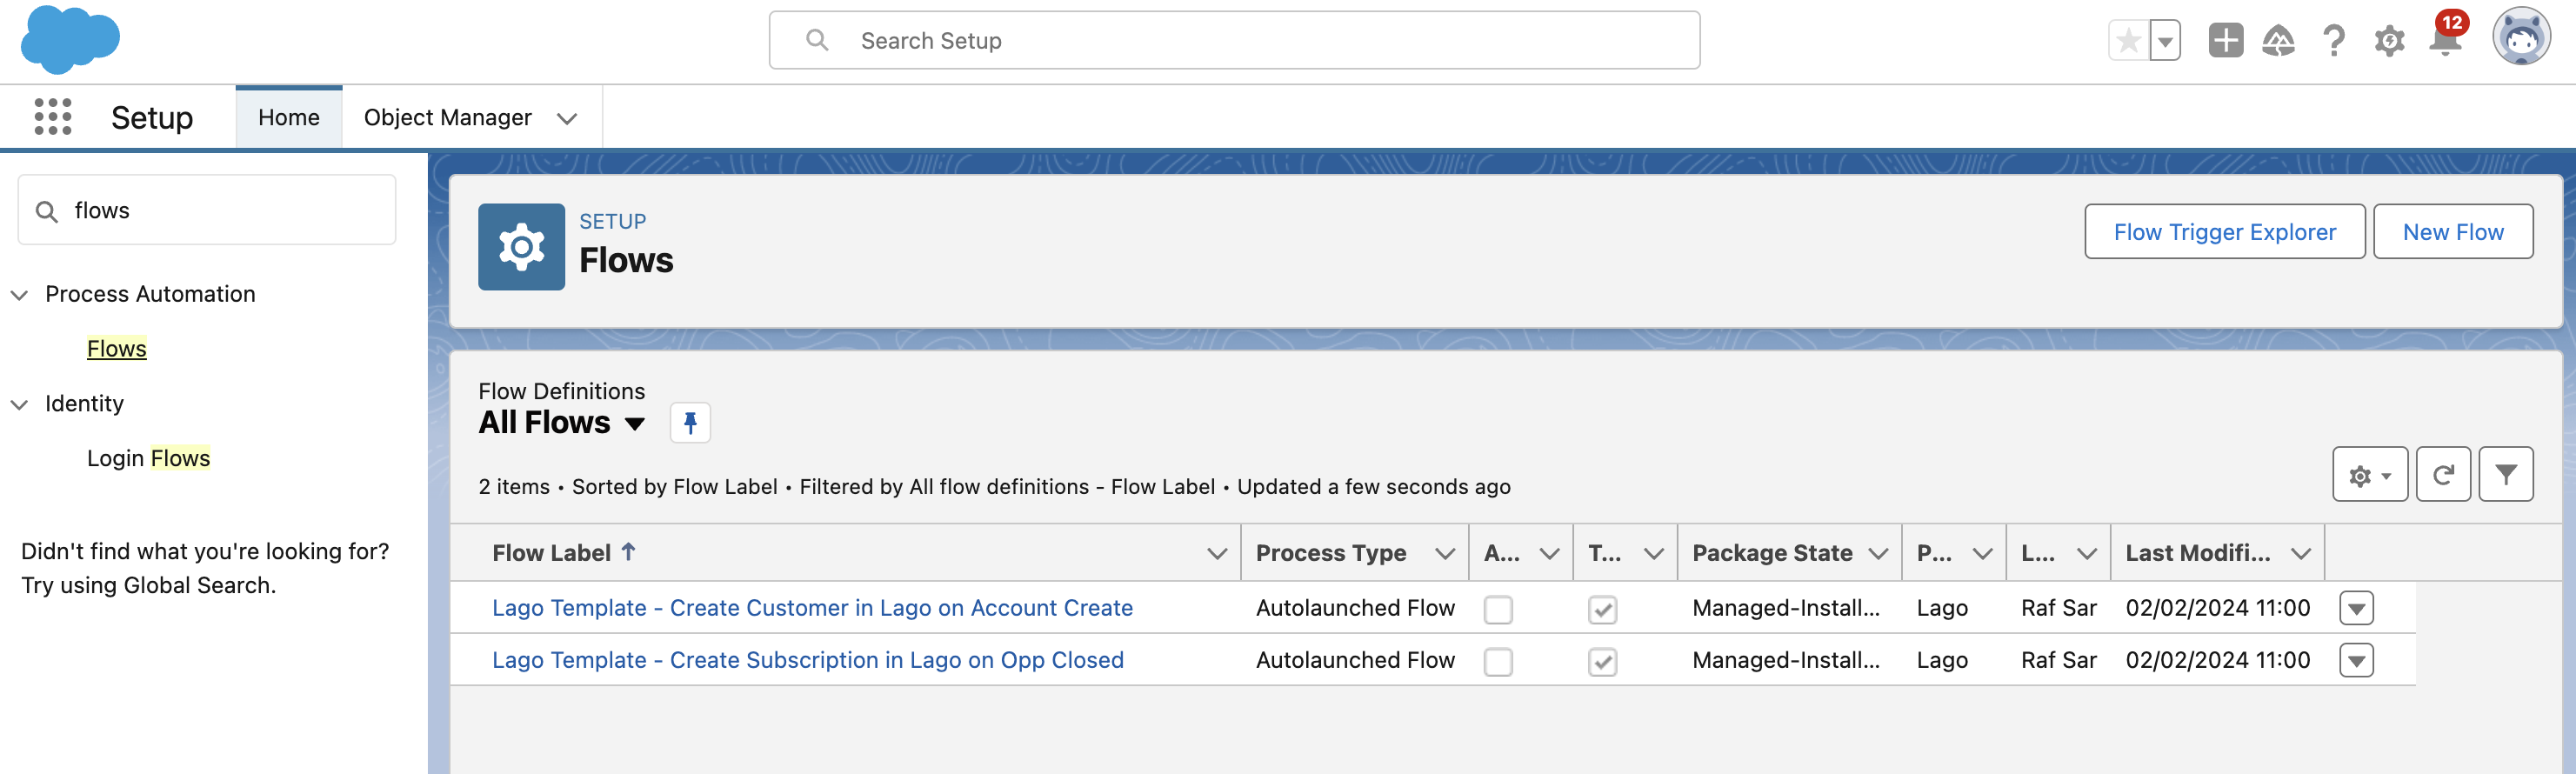 Search Setup
12
Setup
Home
Object Manager
flows
Process Automation
Flows
Identity
Login Flows
Didn't find what you're looking for?
Try using Global Search.
SETUP
Flows
Flow Trigger Explorer
New Flow
Flow Definitions
All Flows
2 items • Sorted by Flow Label • Filtered by All flow definitions - Flow Label • Updated a few seconds ago
Flow Label ↑ Process Type A... T... Package State P... L... Last Modifi...
Lago Template - Create Customer in Lago on Account Create Autolaunched Flow Managed-Install... Lago Raf Sar 02/02/2024 11:00
Lago Template - Create Subscription in Lago on Opp Closed Autolaunched Flow Managed-Install... Lago Raf Sar 02/02/2024 11:00